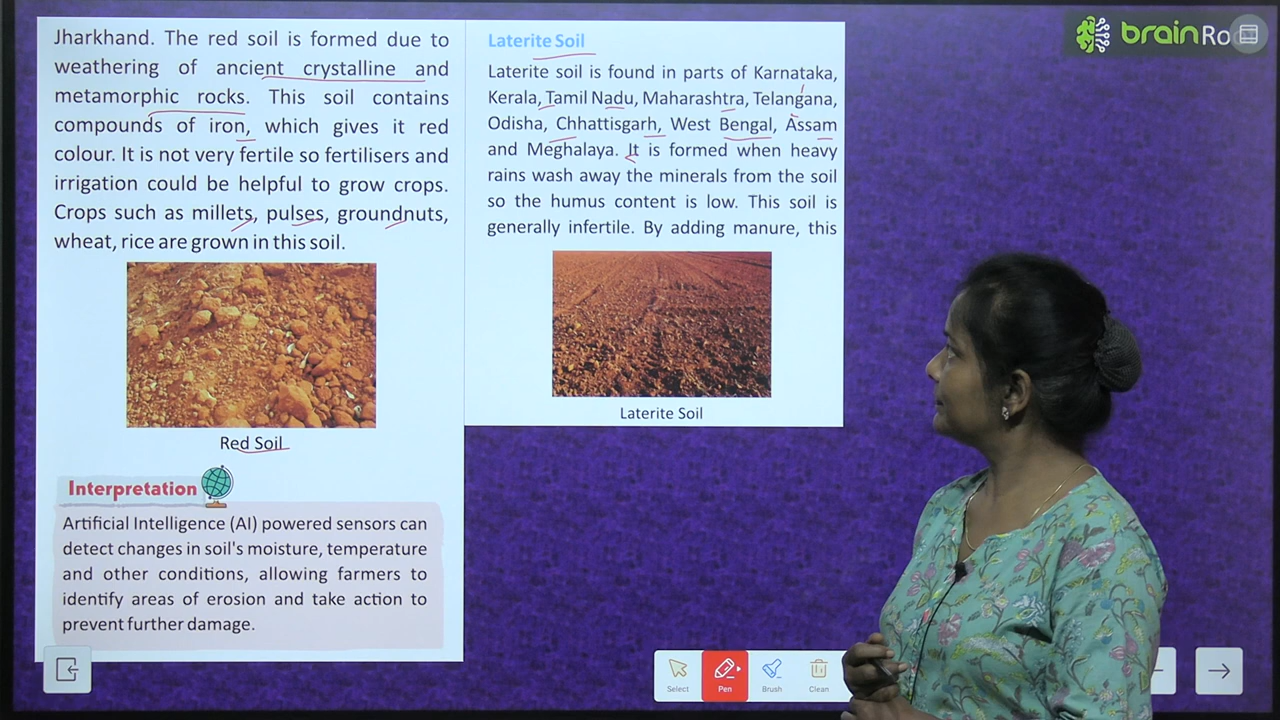 Jharkhand. The red soil is formed due to
weathering of ancient crystalline and
metamorphic rocks. This soil contains
compounds of iron, which gives it red
colour. It is not very fertile so fertilisers and
irrigation could be helpful to grow crops.
Crops such as millets, pulses, groundnuts,
wheat, rice are grown in this soil.
Red Soil
Interpretation
Artificial Intelligence (AI) powered sensors can
detect changes in soil's moisture, temperature
and other conditions, allowing farmers to
identify areas of erosion and take action to
prevent further damage.
Laterite Soil
Laterite soil is found in parts of Karnataka,
Kerala, Tamil Nadu, Maharashtra, Telangana,
Odisha, Chhattisgarh, West Bengal, Assam
and Meghalaya. It is formed when heavy
rains wash away the minerals from the soil
so the humus content is low. This soil is
generally infertile. By adding manure, this
Laterite Soil
brain
Select
Pen
Brush
Clean